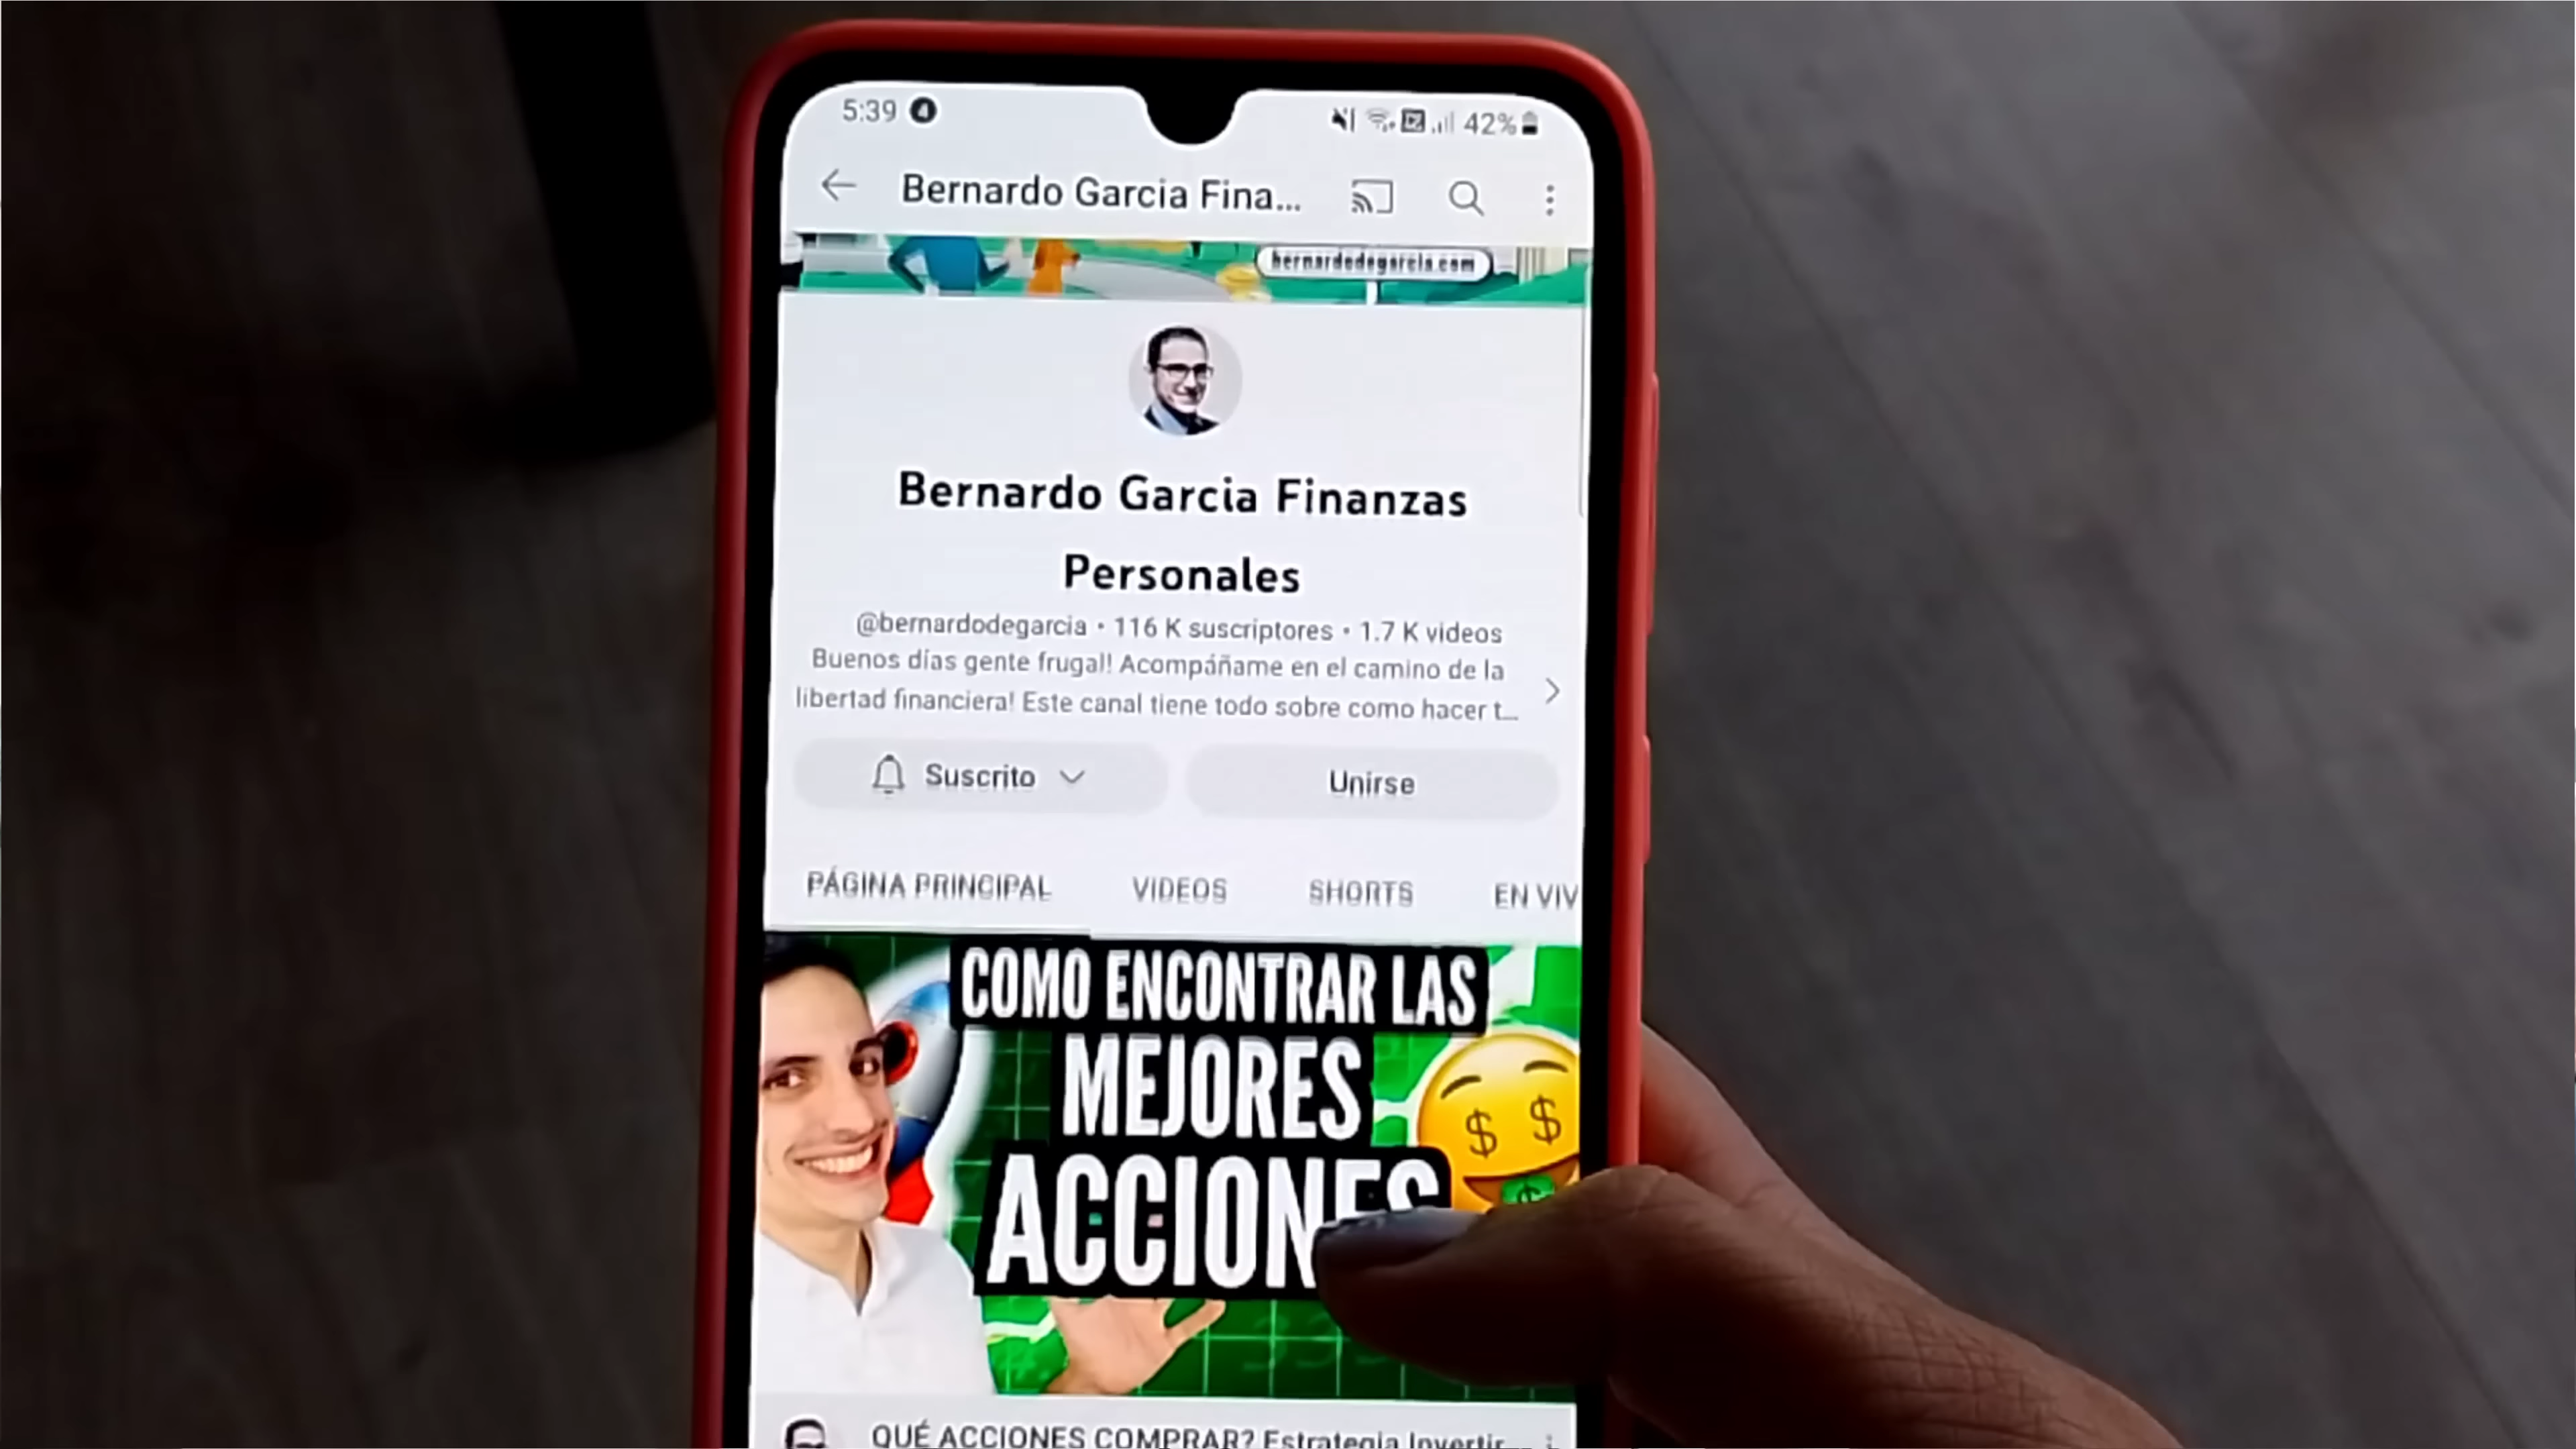 5:39
42%
Bernardo Garcia Fina...
bernardodegarcia.com
Bernardo Garcia Finanzas
Personales
@bernardodegarcia • 116 K suscriptores • 1.7 K videos
Buenos días gente frugal! Acompáñame en el camino de la
libertad financiera! Este canal tiene todo sobre como hacer t...
Suscrito
Unirse
PÁGINA PRINCIPAL VIDEOS SHORTS EN VIV
COMO ENCONTRAR LAS
MEJORES
ACCIONES
QUÉ ACCIONES COMPRAR? Estrategia Invertir